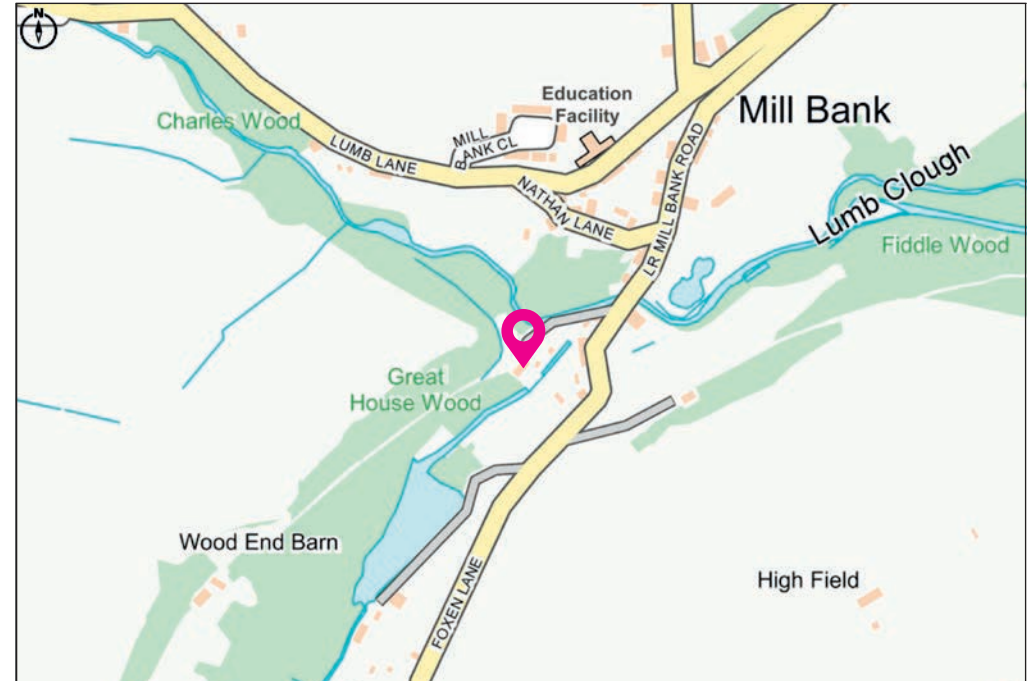 N
Charles Wood
LUMB LANE
MILL
BANK CL
Education
Facility
NATHAN LANE
LR MILL BANK ROAD
Mill Bank
Lumb Clough
Fiddle Wood
Great
House Wood
Wood End Barn
FOXEN LANE
High Field